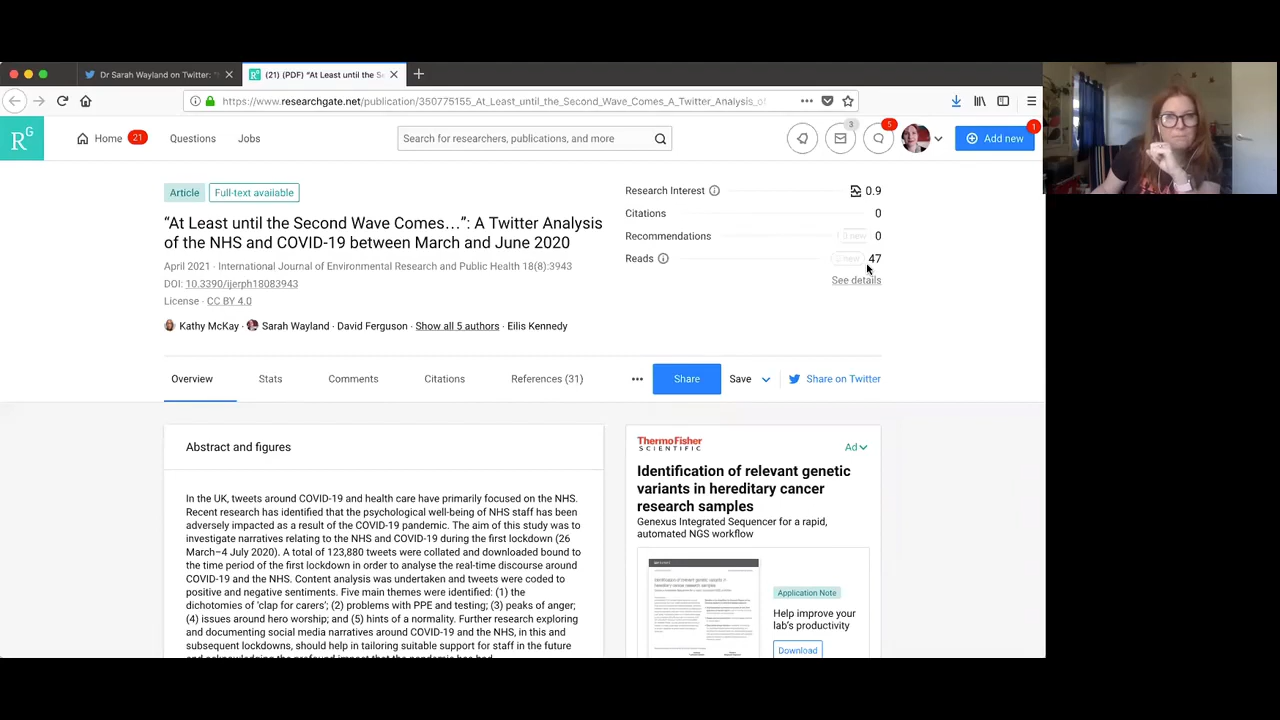 Dr Sarah Wayland on Twitter: "
(21) (PDF) “At Least until the Se
https://www.researchgate.net/publication/350775155_At_Least_until_the_Second_Wave_Comes_A_Twitter_Analysis_of
RG
Home 21
Questions
Jobs
Search for researchers, publications, and more
3
5
Add new
1
Article
Full-text available
“At Least until the Second Wave Comes…”: A Twitter Analysis
of the NHS and COVID-19 between March and June 2020
April 2021 · International Journal of Environmental Research and Public Health 18(8):3943
DOI: 10.3390/ijerph18083943
License · CC BY 4.0
Kathy McKay · Sarah Wayland · David Ferguson · Show all 5 authors · Eilis Kennedy
Research Interest 0.9
Citations 0
Recommendations 0
Reads 47
See details
Overview
Stats
Comments
Citations
References (31)
Share
Save
Share on Twitter
Abstract and figures
In the UK, tweets around COVID-19 and health care have primarily focused on the NHS.
Recent research has identified that the psychological well-being of NHS staff has been
adversely impacted as a result of the COVID-19 pandemic. The aim of this study was to
investigate narratives relating to the NHS and COVID-19 during the first lockdown (26
March–4 July 2020). A total of 123,880 tweets were collated and downloaded bound to
the time period of the first lockdown in order to analyse the real-time discourse around
COVID-19 and the NHS. Content analysis was undertaken and tweets were coded to
positive and negative sentiments. Five main themes were identified: (1) the
dichotomies of ‘clap for carers’; (2) problems with PPE and testing; (3) peaks of anger;
(4) issues around hero worship; and (5) hints of a normality. Further research exploring
and documenting social media narratives around COVID-19 and the NHS, in this and
subsequent lockdowns, should help in tailoring suitable support for staff in the future
ThermoFisher
SCIENTIFIC
Ad
Identification of relevant genetic
variants in hereditary cancer
research samples
Genexus Integrated Sequencer for a rapid,
automated NGS workflow
Application Note
Help improve your
lab’s productivity
Download